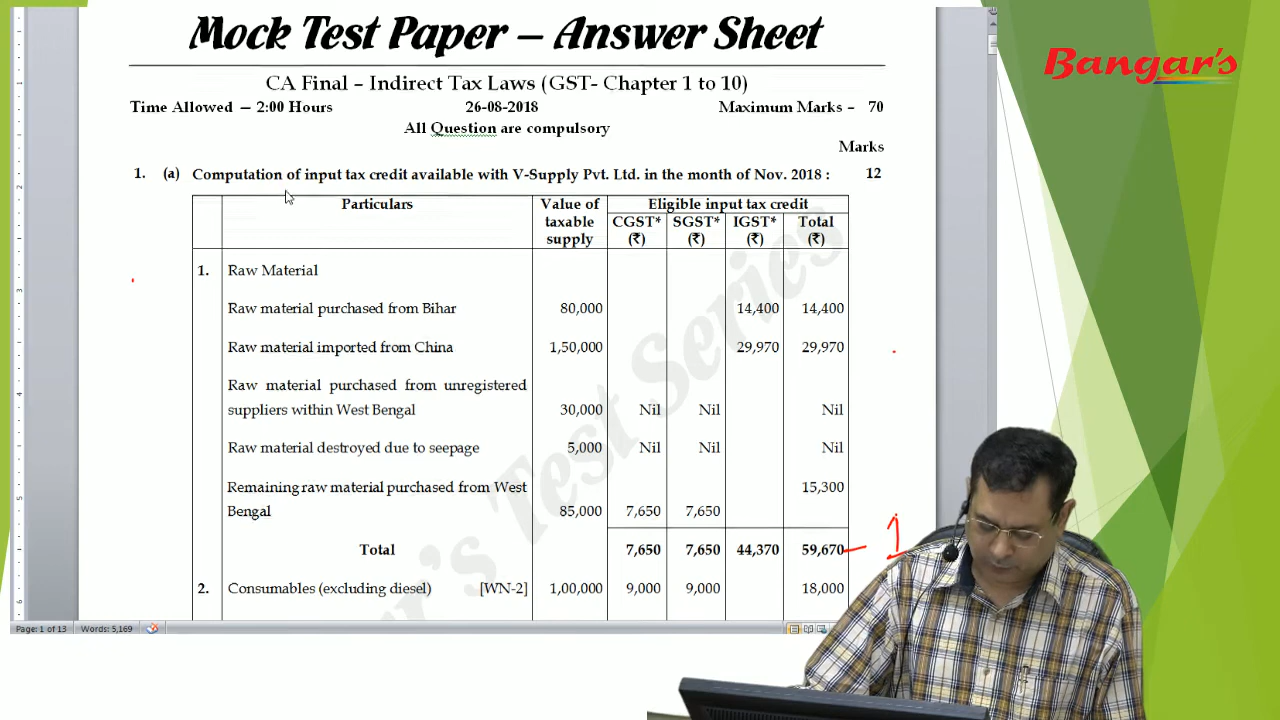 Mock Test Paper – Answer Sheet
Bangar's
CA Final – Indirect Tax Laws (GST- Chapter 1 to 10)
Time Allowed – 2:00 Hours 26-08-2018 Maximum Marks – 70
All Question are compulsory
Marks
1. (a) Computation of input tax credit available with V-Supply Pvt. Ltd. in the month of Nov. 2018 : 12
Particulars Value of taxable supply Eligible input tax credit
CGST* (₹) SGST* (₹) IGST* (₹) Total (₹)
1. Raw Material
Raw material purchased from Bihar 80,000 14,400 14,400
Raw material imported from China 1,50,000 29,970 29,970
Raw material purchased from unregistered
suppliers within West Bengal 30,000 Nil Nil Nil
Raw material destroyed due to seepage 5,000 Nil Nil Nil
Remaining raw material purchased from West 15,300
Bengal 85,000 7,650 7,650
Total 7,650 7,650 44,370 59,670 – 1
2. Consumables (excluding diesel) [WN-2] 1,00,000 9,000 9,000 18,000
Test Series
Page: 1 of 13 Words: 5,169